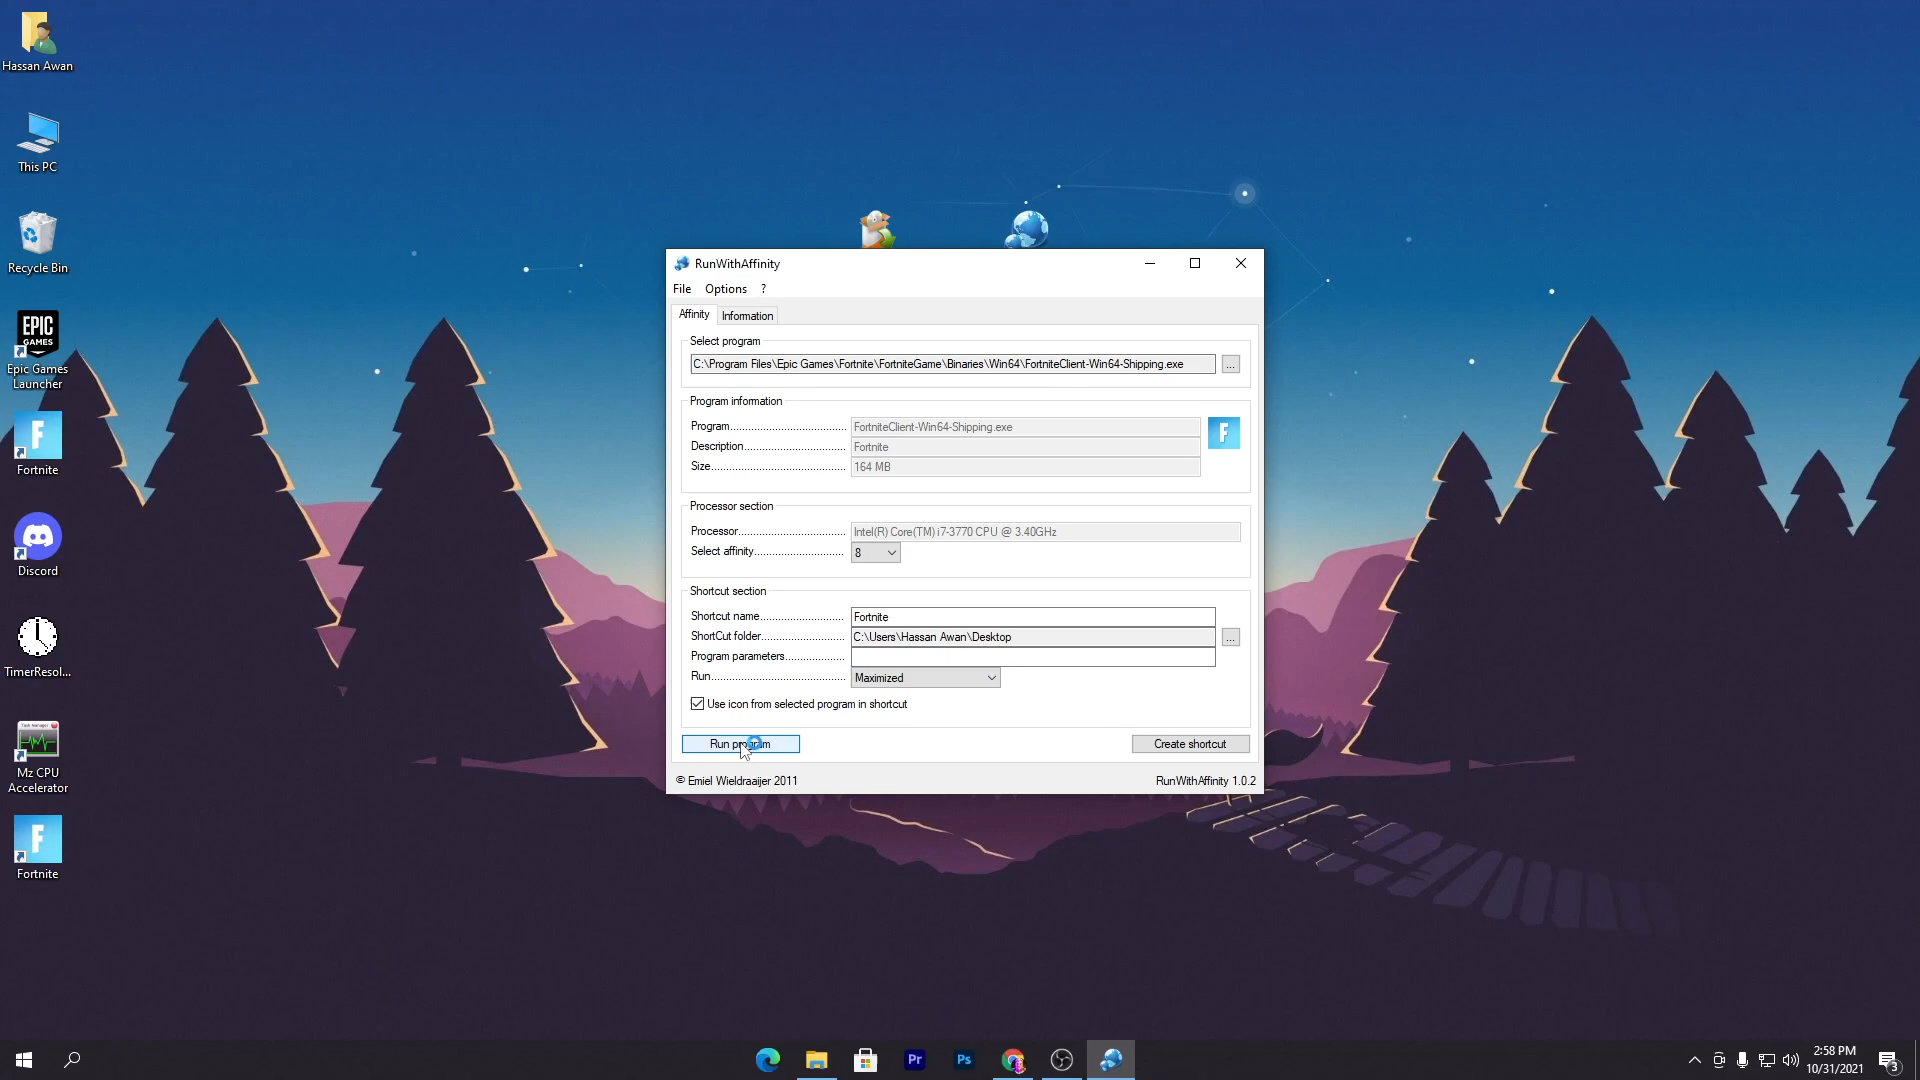 Hassan Awan
This PC
Recycle Bin
EPIC
GAMES
Epic Games
Launcher
F
Fortnite
Discord
TimerResol...
Mz CPU
Accelerator
F
Fortnite
RunWithAffinity
File Options ?
Affinity Information
Select program
C:\Program Files\Epic Games\Fortnite\FortniteGame\Binaries\Win64\FortniteClient-Win64-Shipping.exe ...
Program information
Program.......................................... FortniteClient-Win64-Shipping.exe
F
Description.................................... Fortnite
Size................................................ 164 MB
Processor section
Processor....................................... Intel(R) Core(TM) i7-3770 CPU @ 3.40GHz
Select affinity................................. 8
Shortcut section
Shortcut name............................... Fortnite
ShortCut folder............................... C:\Users\Hassan Awan\Desktop ...
Program parameters.......................
Run................................................ Maximized
Use icon from selected program in shortcut
Run program Create shortcut
© Emiel Wieldraaijer 2011 RunWithAffinity 1.0.2
Pr Ps
2:58 PM
10/31/2021
3